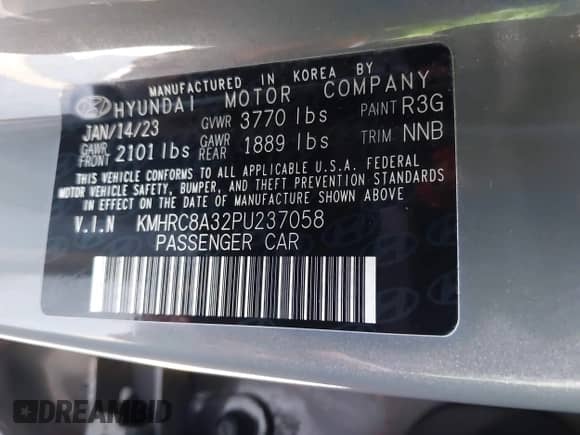 MANUFACTURED IN KOREA BY
HYUNDAI MOTOR COMPANY
JAN/14/23 GVWR 3770 lbs PAINT R3G
GAWR FRONT 2101 lbs GAWR REAR 1889 lbs TRIM NNB
THIS VEHICLE CONFORMS TO ALL APPLICABLE U.S.A. FEDERAL
MOTOR VEHICLE SAFETY, BUMPER, AND THEFT PREVENTION STANDARDS
IN EFFECT ON THE DATE OF MANUFACTURE SHOWN ABOVE
V.I.N KMHRC8A32PU237058
PASSENGER CAR
DREAMBID